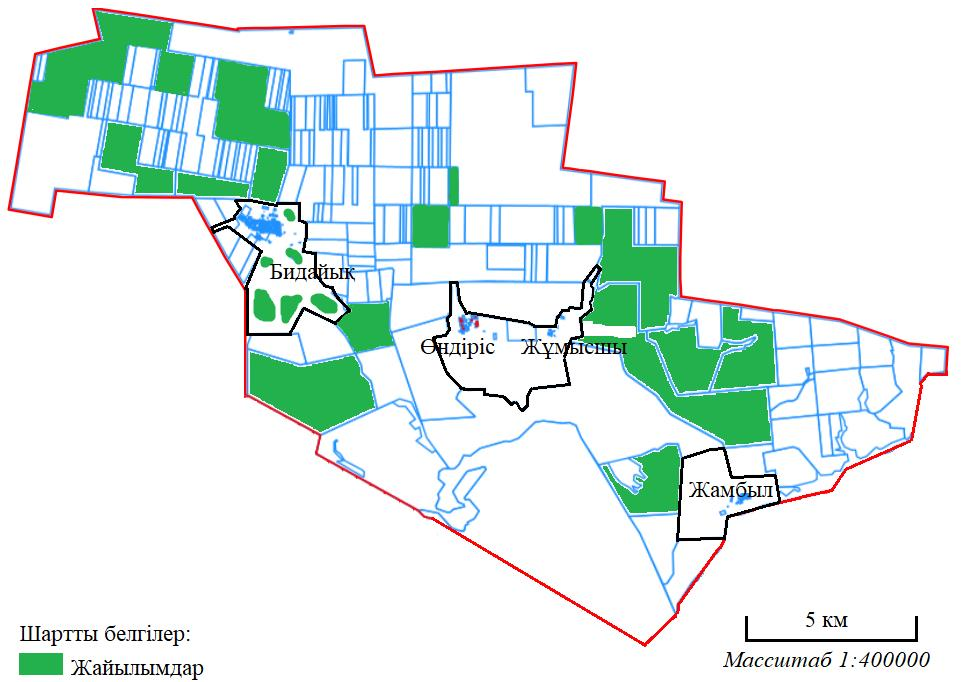 Бидайық
Өндіріс
Жұмысшы
Жамбыл
5 км
Масштаб 1:400000
Шартты белгілер:
Жайылымдар